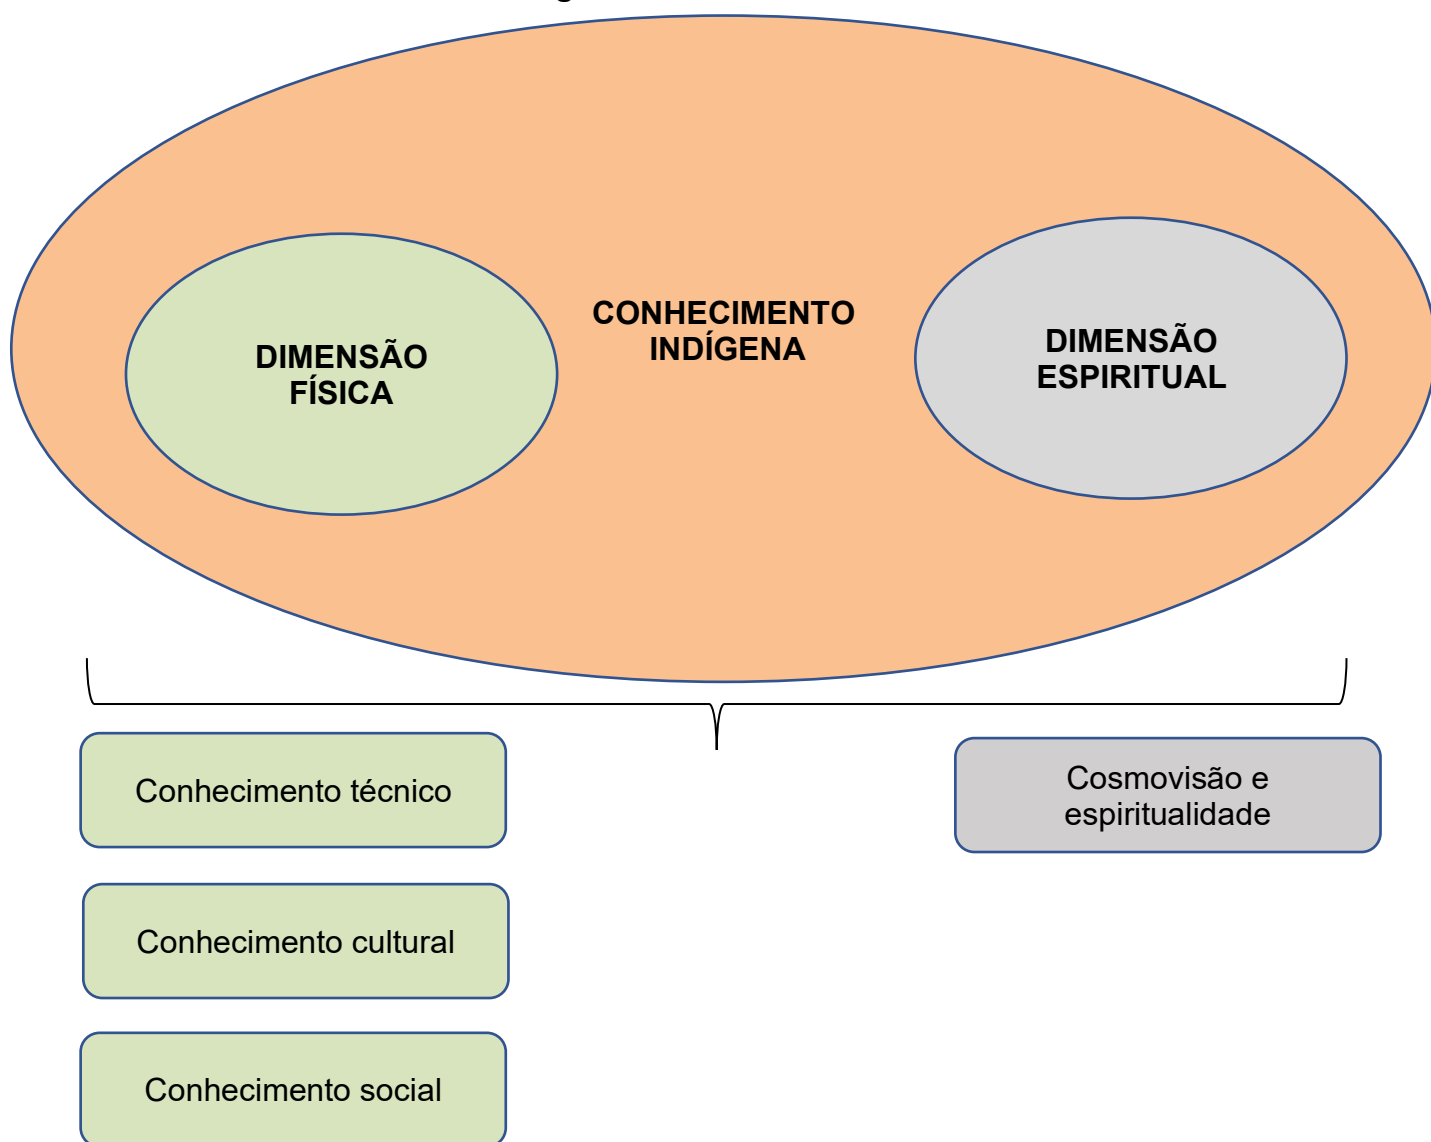 CONHECIMENTO
INDÍGENA
DIMENSÃO
FÍSICA
DIMENSÃO
ESPIRITUAL
Conhecimento técnico
Cosmovisão e
espiritualidade
Conhecimento cultural
Conhecimento social